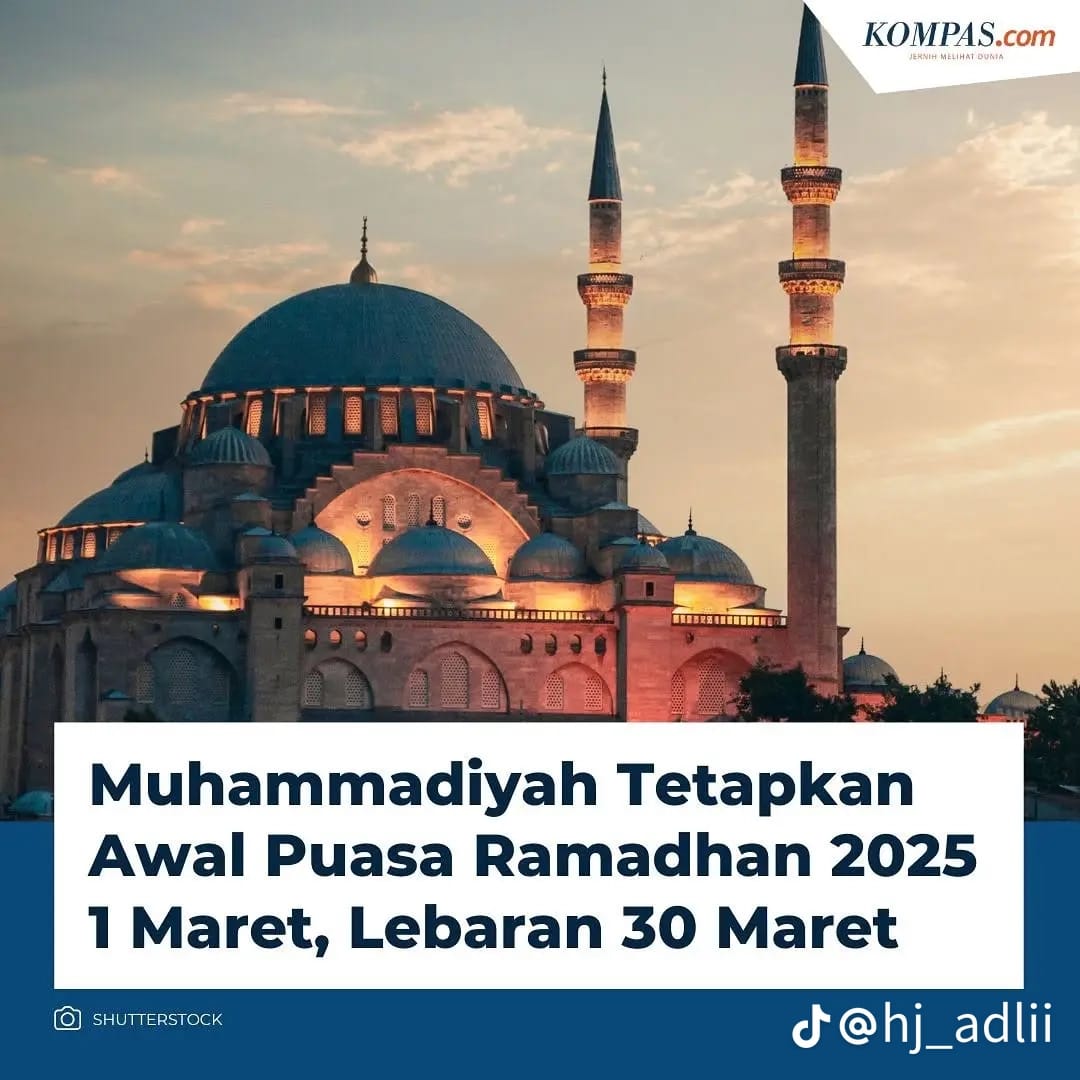 KOMPAS.com
JERNIH MELIHAT DUNIA
Muhammadiyah Tetapkan
Awal Puasa Ramadhan 2025
1 Maret, Lebaran 30 Maret
SHUTTERSTOCK
@hj_adlii